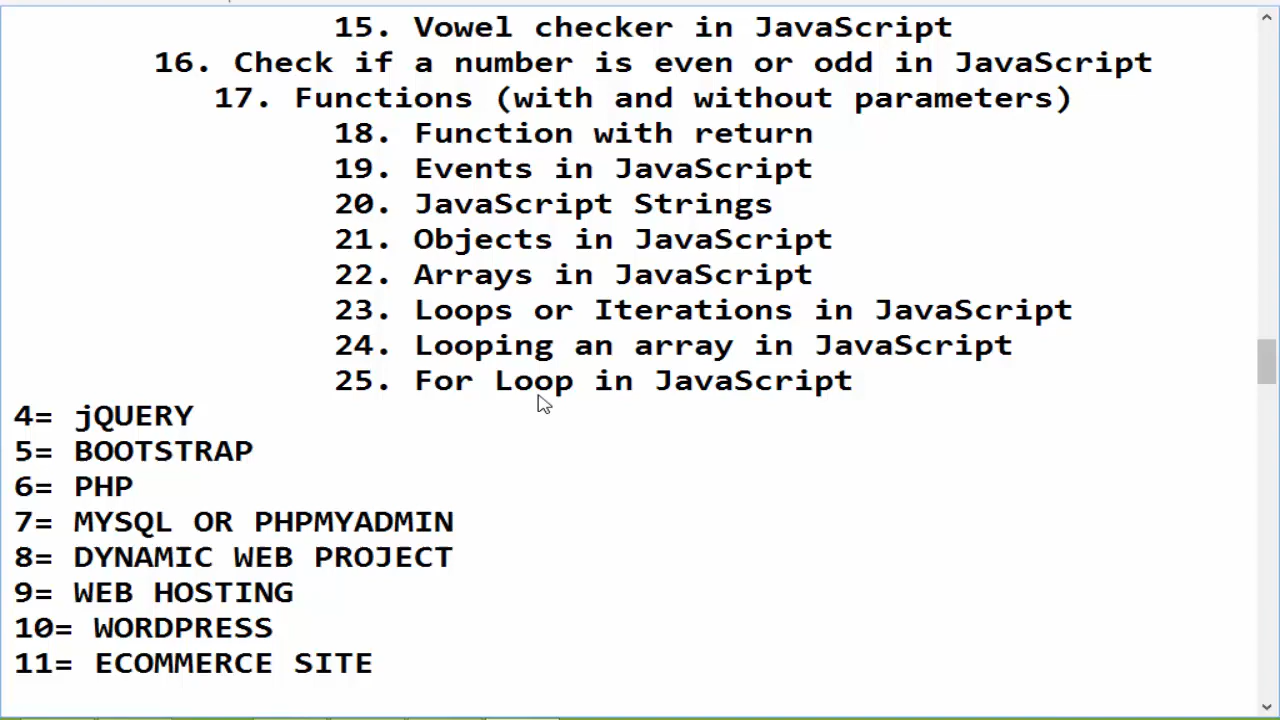 15. Vowel checker in JavaScript
16. Check if a number is even or odd in JavaScript
17. Functions (with and without parameters)
18. Function with return
19. Events in JavaScript
20. JavaScript Strings
21. Objects in JavaScript
22. Arrays in JavaScript
23. Loops or Iterations in JavaScript
24. Looping an array in JavaScript
25. For Loop in JavaScript
4= jQUERY
5= BOOTSTRAP
6= PHP
7= MYSQL OR PHPMYADMIN
8= DYNAMIC WEB PROJECT
9= WEB HOSTING
10= WORDPRESS
11= ECOMMERCE SITE